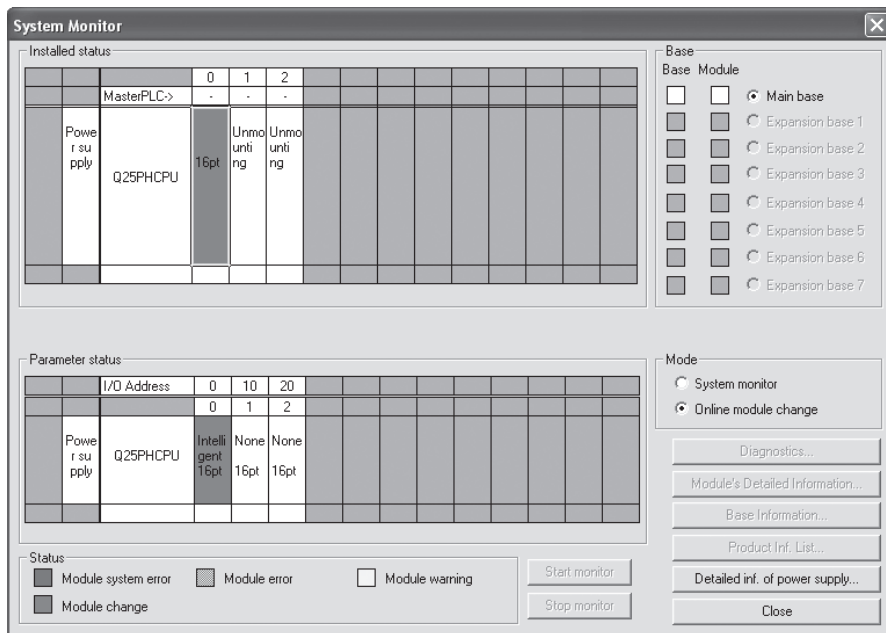 System Monitor
Installed status
0 1 2
MasterPLC-> - - -
Powe
r su
pply
Q25PHCPU
16pt
Unmo
unti
ng
Unmo
unti
ng
Base
Base Module
Main base
Expansion base 1
Expansion base 2
Expansion base 3
Expansion base 4
Expansion base 5
Expansion base 6
Expansion base 7
Parameter status
I/O Address 0 10 20
0 1 2
Powe
r su
pply
Q25PHCPU
Intelli
gent
16pt
None
16pt
None
16pt
Mode
System monitor
Online module change
Diagnostics...
Module's Detailed Information...
Base Information...
Product Inf. List...
Detailed inf. of power supply...
Close
Status
Module system error
Module error
Module warning
Module change
Start monitor
Stop monitor